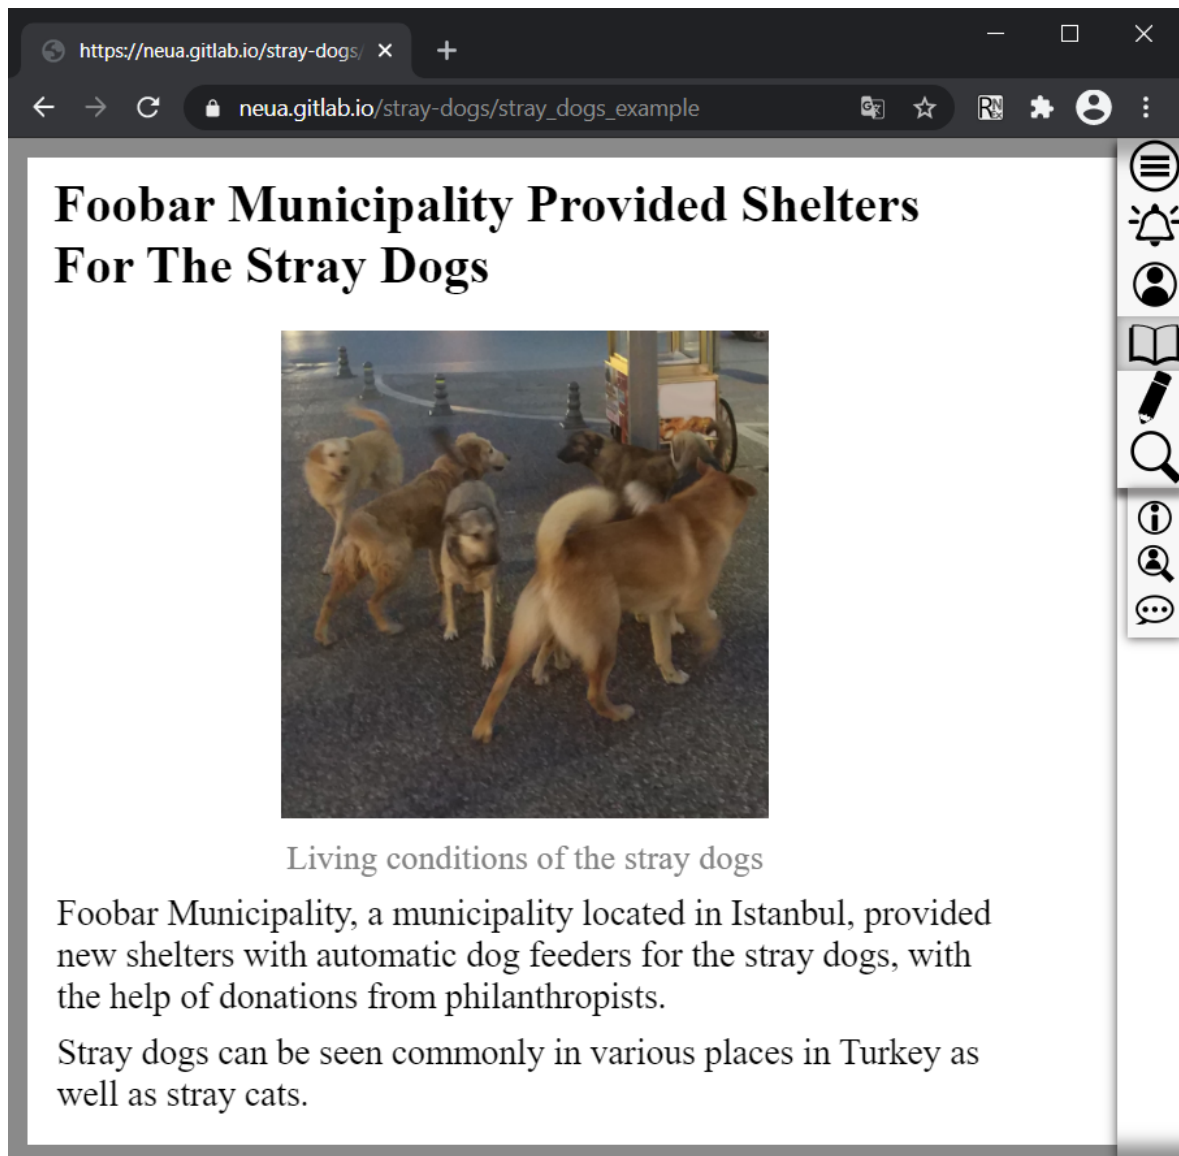 https://neua.gitlab.io/stray-dogs/
neua.gitlab.io/stray-dogs/stray_dogs_example
Foobar Municipality Provided Shelters
For The Stray Dogs
Living conditions of the stray dogs
Foobar Municipality, a municipality located in Istanbul, provided
new shelters with automatic dog feeders for the stray dogs, with
the help of donations from philanthropists.
Stray dogs can be seen commonly in various places in Turkey as
well as stray cats.